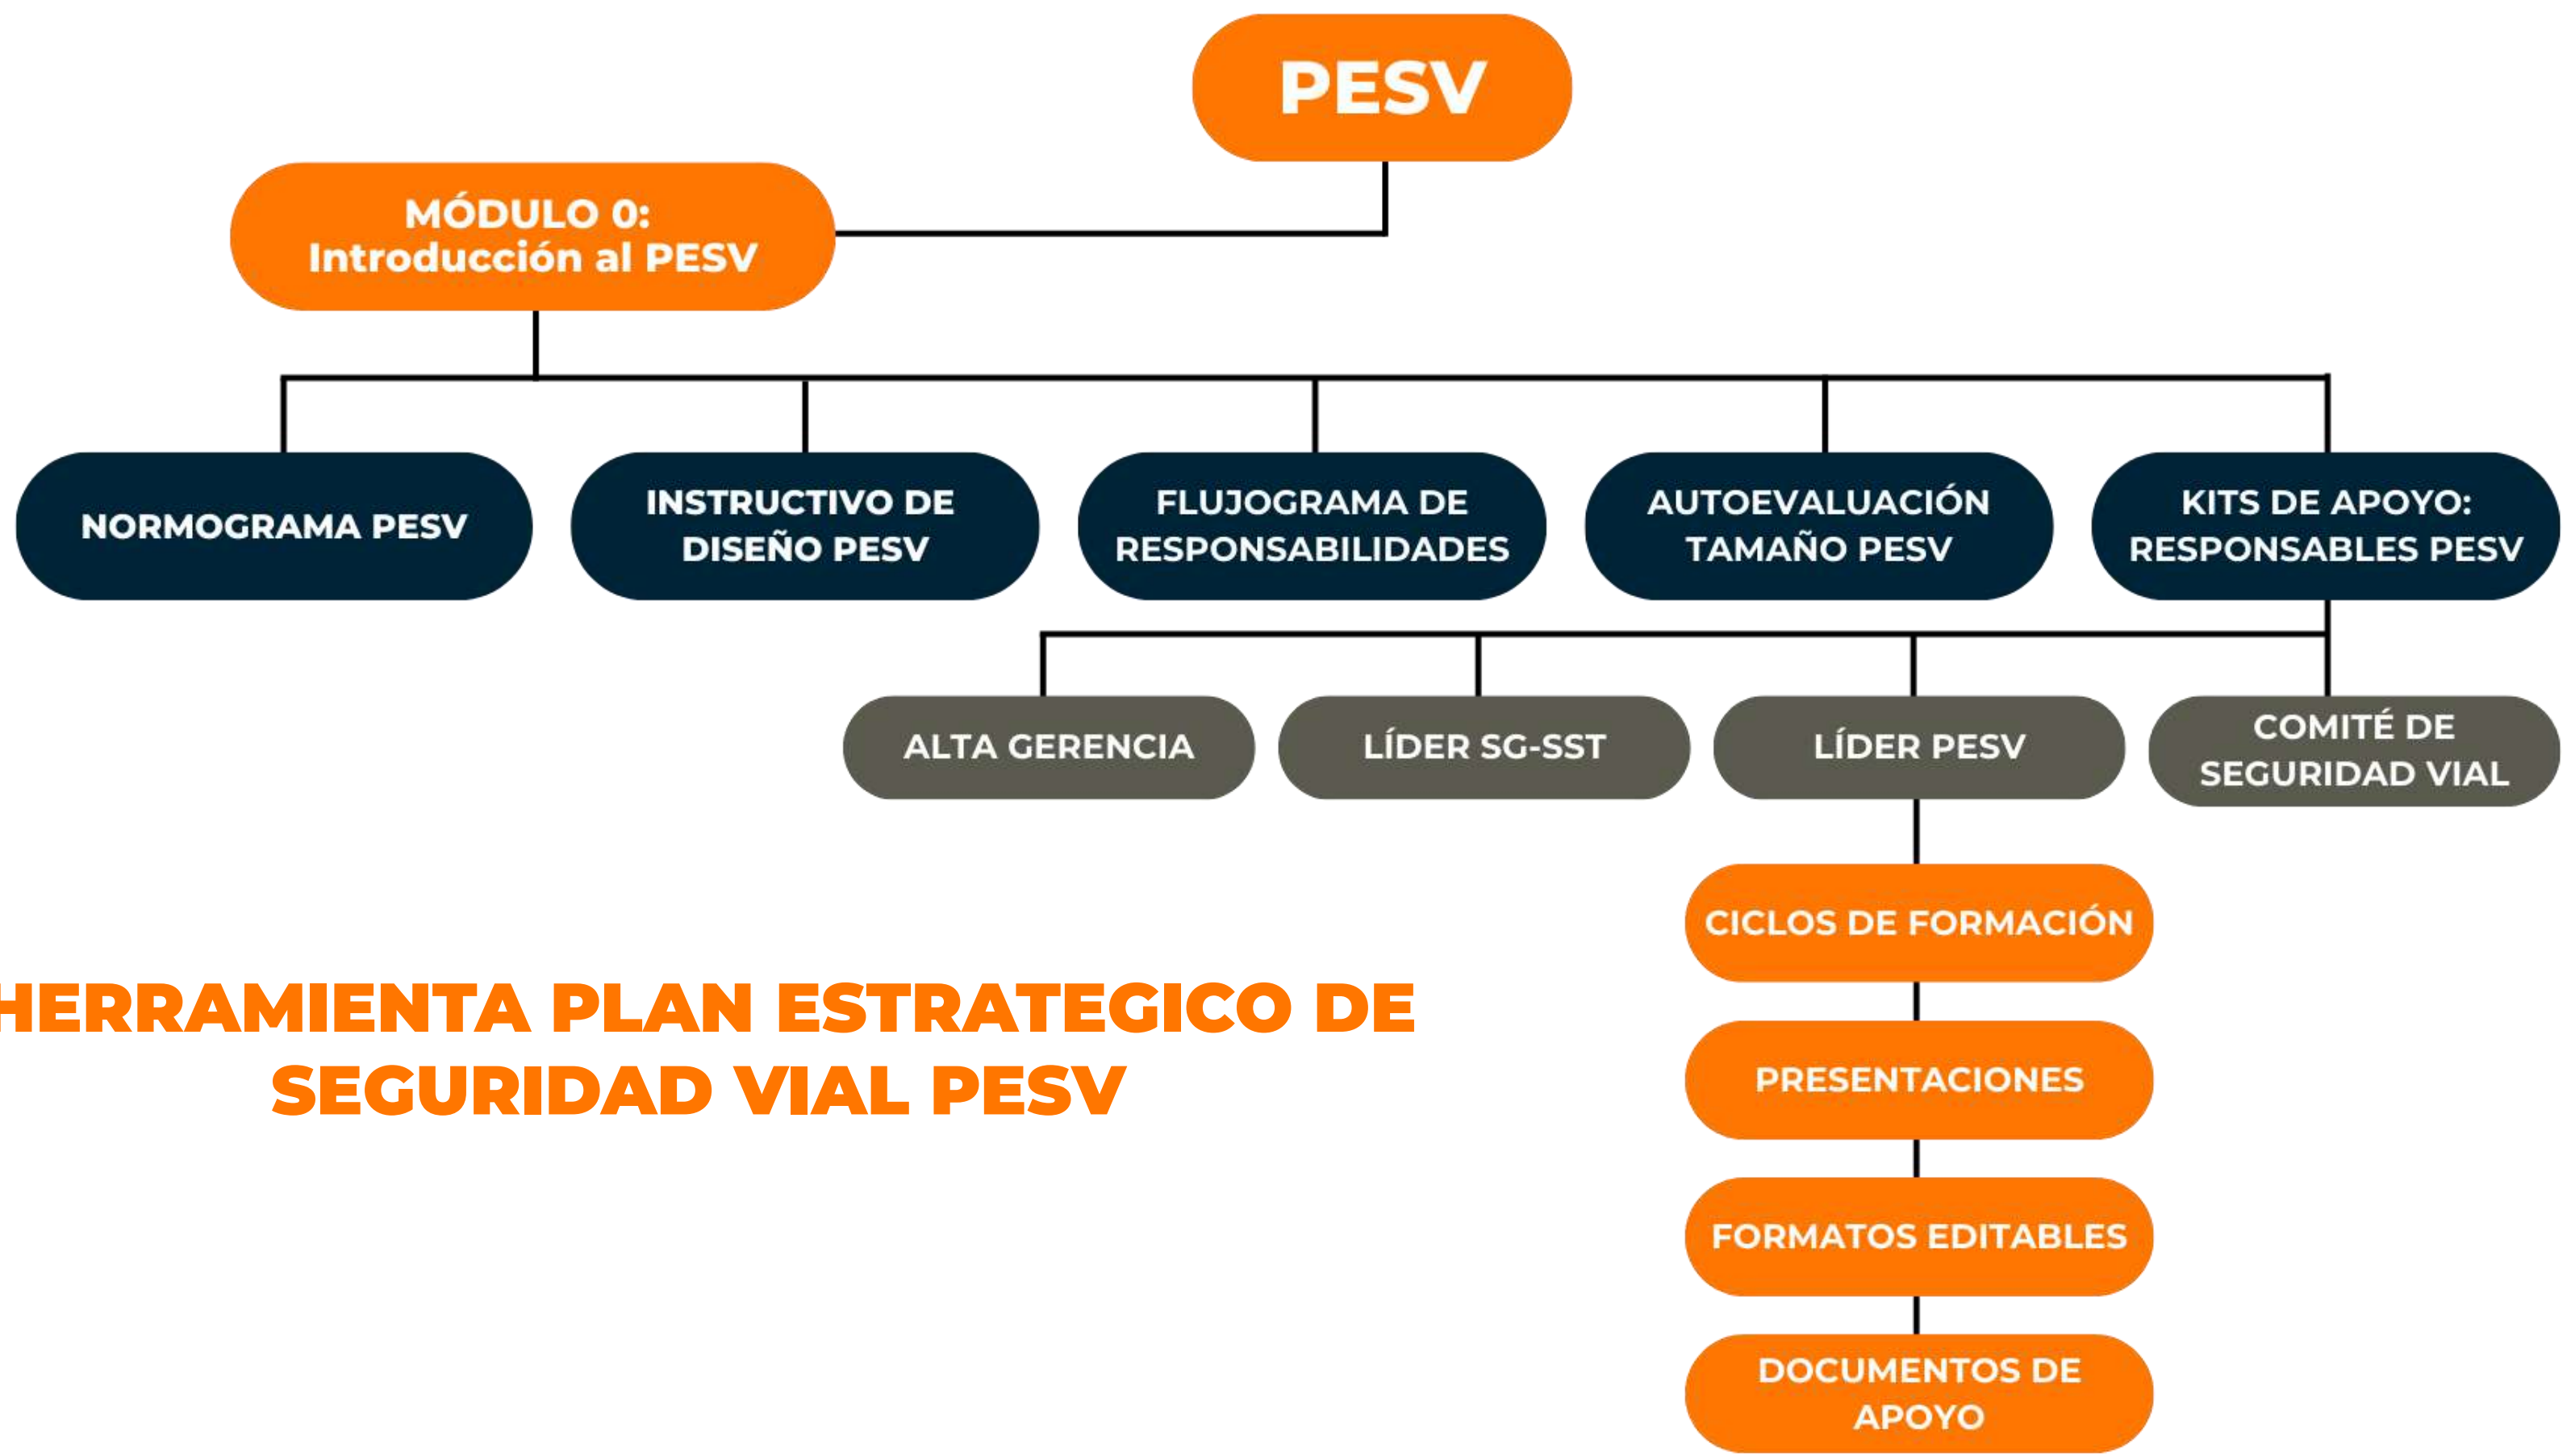 PESV
MÓDULO 0:
Introducción al PESV
NORMOGRAMA PESV
INSTRUCTIVO DE
DISEÑO PESV
FLUJOGRAMA DE
RESPONSABILIDADES
AUTOEVALUACIÓN
TAMAÑO PESV
KITS DE APOYO:
RESPONSABLES PESV
ALTA GERENCIA
LÍDER SG-SST
LÍDER PESV
COMITÉ DE
SEGURIDAD VIAL
CICLOS DE FORMACIÓN
HERRAMIENTA PLAN ESTRATEGICO DE
SEGURIDAD VIAL PESV
PRESENTACIONES
FORMATOS EDITABLES
DOCUMENTOS DE
APOYO